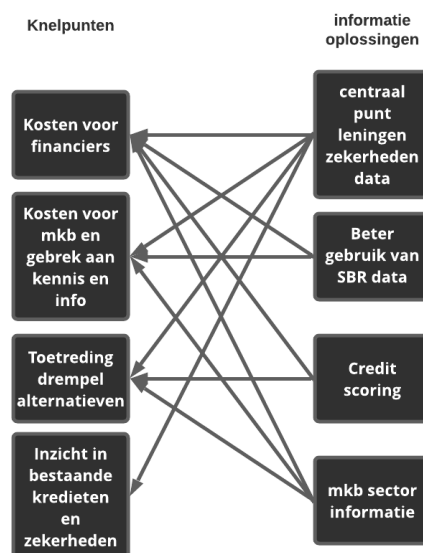 Knelpunten
informatie
oplossingen
Kosten voor
financiers
Kosten voor
mkb en
gebrek aan
kennis en
info
Toetreding
drempel
alternatieven
Inzicht in
bestaande
kredieten
en
zekerheden
centraal
punt
leningen
zekerheden
data
Beter
gebruik van
SBR data
Credit
scoring
mkb sector
informatie